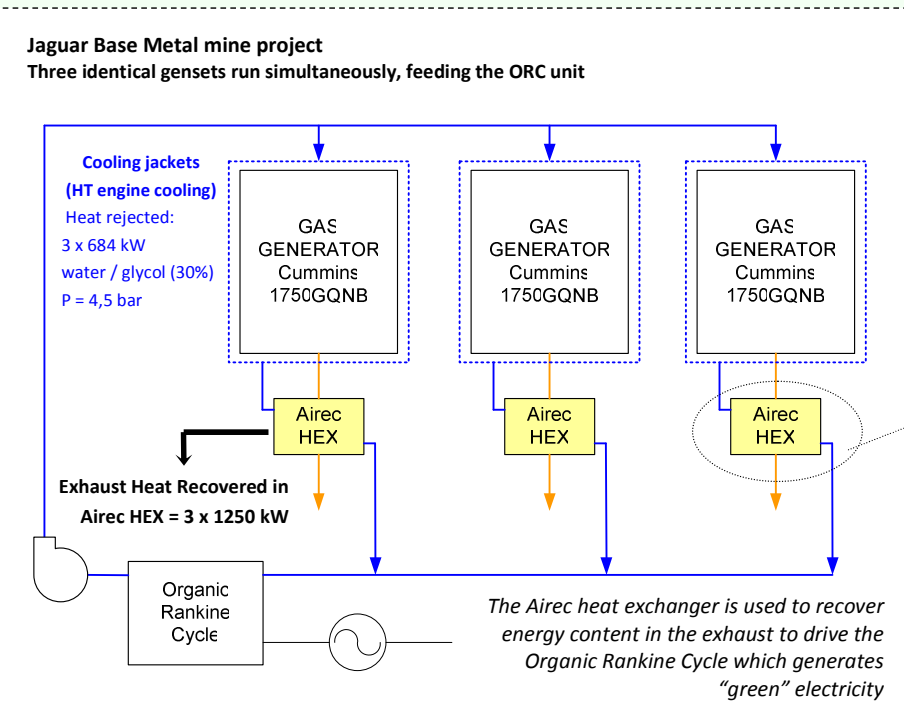 Jaguar Base Metal mine project
Three identical gensets run simultaneously, feeding the ORC unit
Cooling jackets
(HT engine cooling)
Heat rejected:
3 x 684 kW
water / glycol (30%)
P = 4,5 bar
GAS
GENERATOR
Cummins
1750GQNB
GAS
GENERATOR
Cummins
1750GQNB
GAS
GENERATOR
Cummins
1750GQNB
Airec
HEX
Airec
HEX
Airec
HEX
Exhaust Heat Recovered in
Airec HEX = 3 x 1250 kW
Organic
Rankine
Cycle
The Airec heat exchanger is used to recover
energy content in the exhaust to drive the
Organic Rankine Cycle which generates
“green” electricity